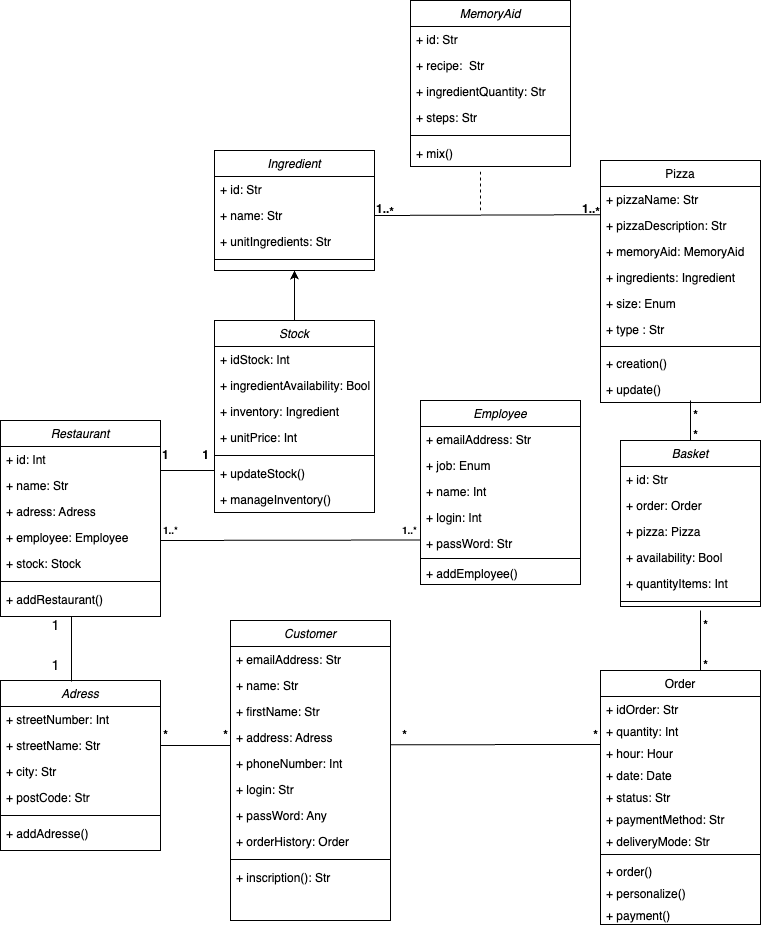 MemoryAid
+ id: Str
+ recipe:  Str
+ ingredientQuantity: Str
+ steps: Str
+ mix()
Ingredient
+ id: Str
+ name: Str
+ unitIngredients: Str
1..*
1..*
Pizza
+ pizzaName: Str
+ pizzaDescription: Str
+ memoryAid: MemoryAid
+ ingredients: Ingredient
+ size: Enum
+ type : Str
+ creation()
+ update()
Stock
+ idStock: Int
+ ingredientAvailability: Bool
+ inventory: Ingredient
+ unitPrice: Int
+ updateStock()
+ manageInventory()
*
*
Employee
+ emailAddress: Str
+ job: Enum
+ name: Int
+ login: Int
+ passWord: Str
+ addEmployee()
Restaurant
+ id: Int
+ name: Str
+ adress: Adress
+ employee: Employee
+ stock: Stock
+ addRestaurant()
1
1
1..*
1..*
Basket
+ id: Str
+ order: Order
+ pizza: Pizza
+ availability: Bool
+ quantityItems: Int
*
*
1
1
Adress
+ streetNumber: Int
+ streetName: Str
+ city: Str
+ postCode: Str
+ addAdresse()
*
*
Customer
+ emailAddress: Str
+ name: Str
+ firstName: Str
+ address: Adress
+ phoneNumber: Int
+ login: Str
+ passWord: Any
+ orderHistory: Order
+ inscription(): Str
*
*
Order
+ idOrder: Str
+ quantity: Int
+ hour: Hour
+ date: Date
+ status: Str
+ paymentMethod: Str
+ deliveryMode: Str
+ order()
+ personalize()
+ payment()